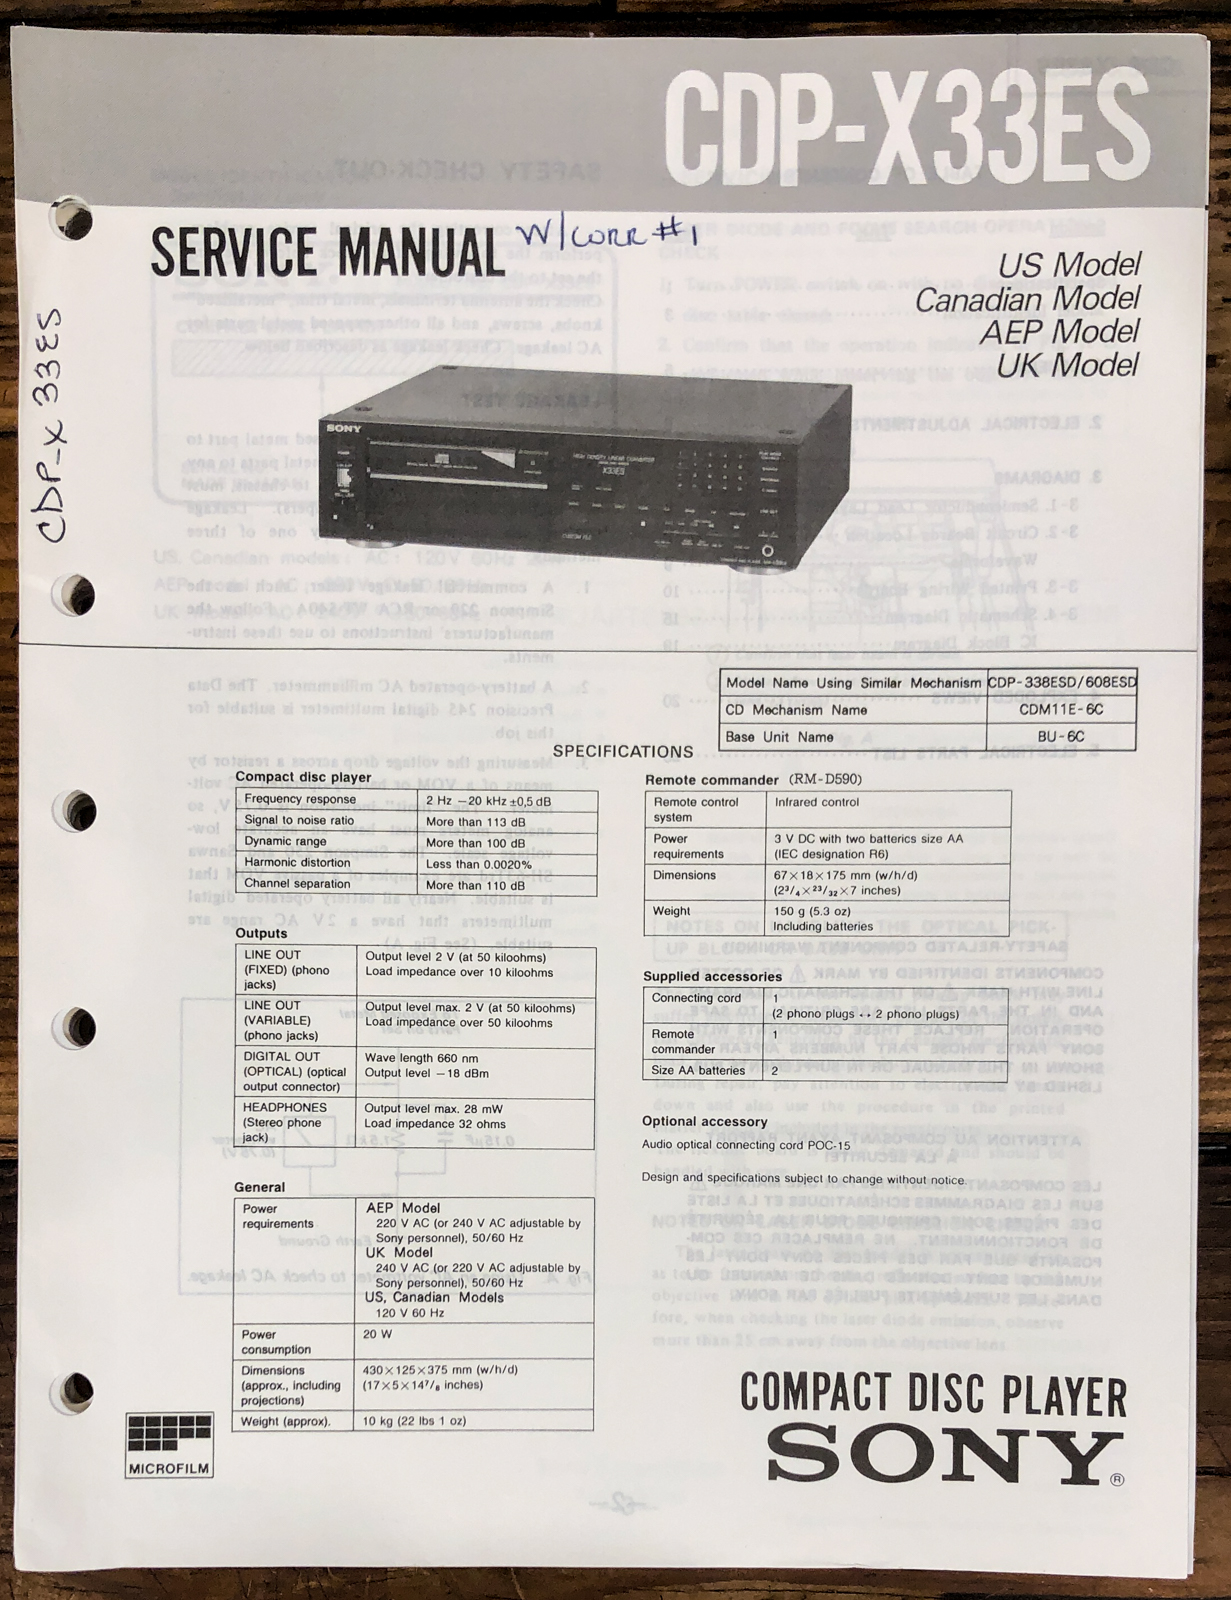 CDP-X33ES
SERVICE MANUAL W/CORR #1
US Model
Canadian Model
AEP Model
UK Model
CDP-X 33ES
SONY
X33ES
Model Name Using Similar Mechanism CDP-338ESD/608ESD
CD Mechanism Name CDM11E-6C
Base Unit Name BU-6C
SPECIFICATIONS
Compact disc player
Frequency response 2 Hz – 20 kHz ±0,5 dB
Signal to noise ratio More than 113 dB
Dynamic range More than 100 dB
Harmonic distortion Less than 0.0020%
Channel separation More than 110 dB
Outputs
LINE OUT Output level 2 V (at 50 kiloohms)
(FIXED) (phono Load impedance over 10 kiloohms
jacks)
LINE OUT Output level max. 2 V (at 50 kiloohms)
(VARIABLE) Load impedance over 50 kiloohms
(phono jacks)
DIGITAL OUT Wave length 660 nm
(OPTICAL) (optical Output level –18 dBm
output connector)
HEADPHONES Output level max. 28 mW
(Stereo phone Load impedance 32 ohms
jack)
General
Power AEP Model
requirements 220 V AC (or 240 V AC adjustable by
Sony personnel), 50/60 Hz
UK Model
240 V AC (or 220 V AC adjustable by
Sony personnel), 50/60 Hz
US, Canadian Models
120 V 60 Hz
Power 20 W
consumption
Dimensions 430×125×375 mm (w/h/d)
(approx., including (17×5×14⁷/₈ inches)
projections)
Weight (approx). 10 kg (22 lbs 1 oz)
Remote commander (RM-D590)
Remote control Infrared control
system
Power 3 V DC with two batterics size AA
requirements (IEC designation R6)
Dimensions 67×18×175 mm (w/h/d)
(2³/₄×²³/₃₂×7 inches)
Weight 150 g (5.3 oz)
Including batteries
Supplied accessories
Connecting cord 1
(2 phono plugs ↔ 2 phono plugs)
Remote 1
commander
Size AA batteries 2
Optional accessory
Audio optical connecting cord POC-15
Design and specifications subject to change without notice.
MICROFILM
COMPACT DISC PLAYER
SONY®